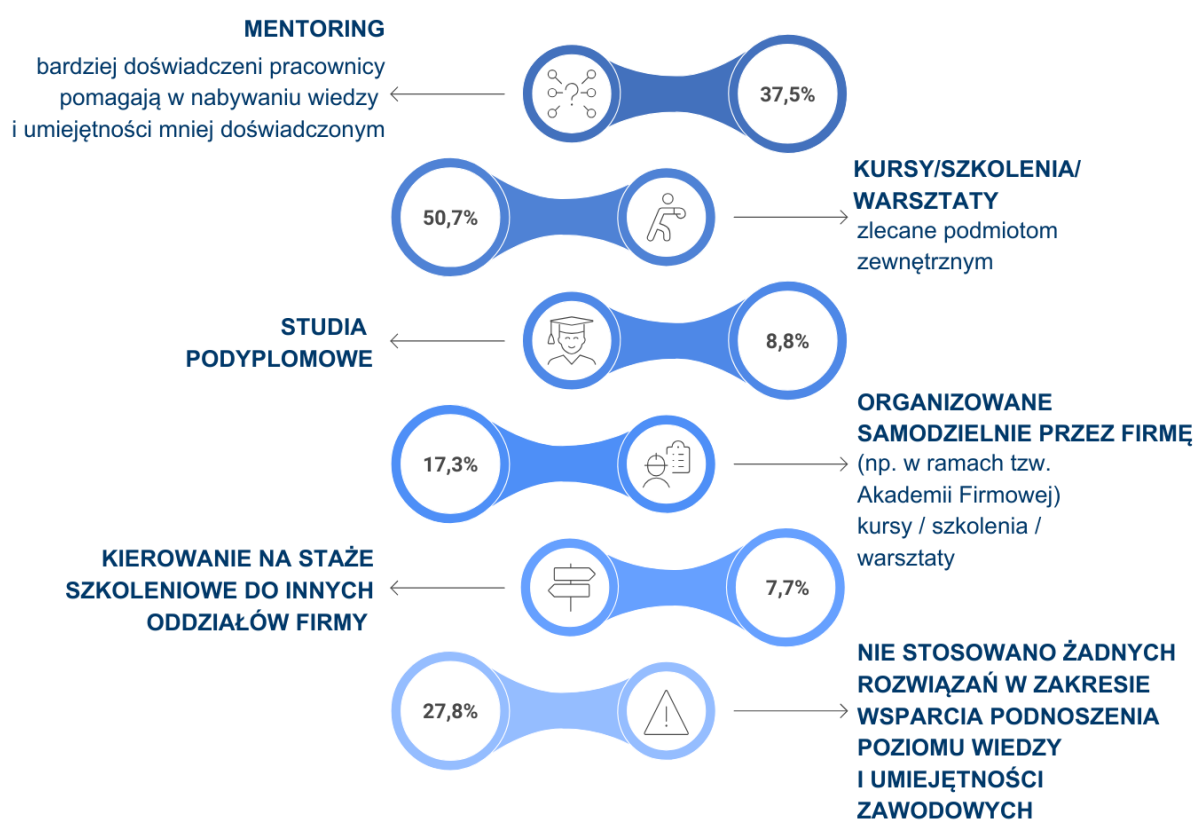 MENTORING
bardziej doświadczeni pracownicy
pomagają w nabywaniu wiedzy
i umiejętności mniej doświadczonym
?
37,5%
50,7%
KURSY/SZKOLENIA/
WARSZTATY
zlecane podmiotom
zewnętrznym
STUDIA
PODYPLOMOWE
8,8%
17,3%
ORGANIZOWANE
SAMODZIELNIE PRZEZ FIRMĘ
(np. w ramach tzw.
Akademii Firmowej)
kursy / szkolenia /
warsztaty
KIEROWANIE NA STAŻE
SZKOLENIOWE DO INNYCH
ODDZIAŁÓW FIRMY
7,7%
27,8%
!
NIE STOSOWANO ŻADNYCH
ROZWIĄZAŃ W ZAKRESIE
WSPARCIA PODNOSZENIA
POZIOMU WIEDZY
I UMIEJĘTNOŚCI
ZAWODOWYCH